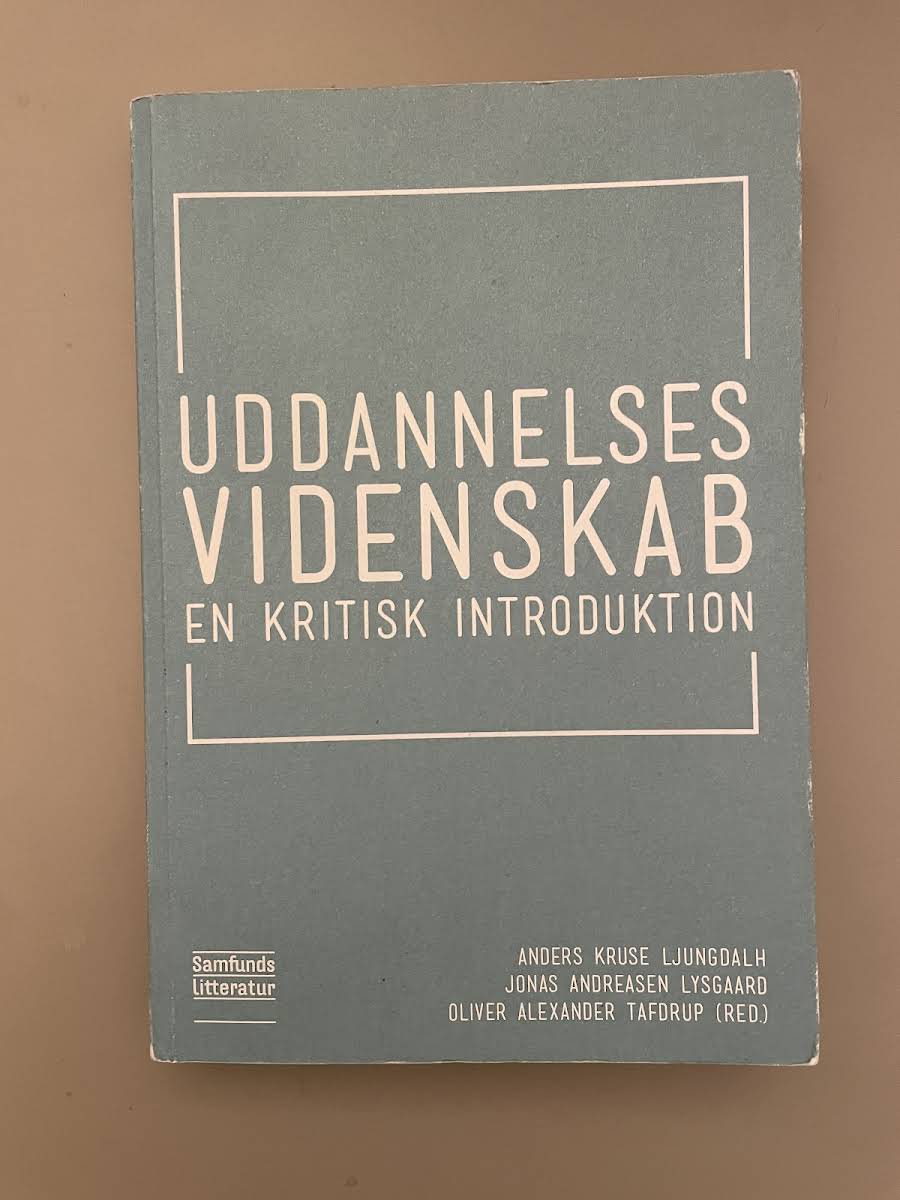 UDDANNELSES
VIDENSKAB
EN KRITISK INTRODUKTION
Samfunds
litteratur
ANDERS KRUSE LJUNGDALH
JONAS ANDREASEN LYSGAARD
OLIVER ALEXANDER TAFDRUP (RED.)